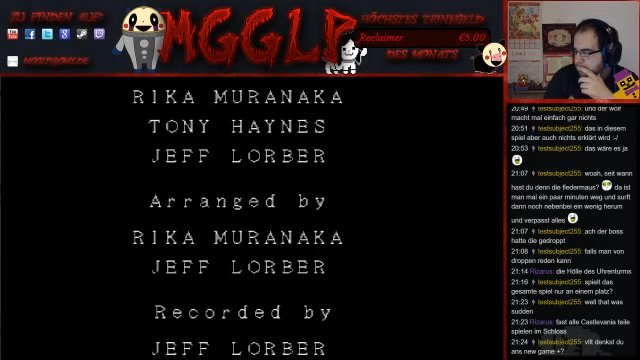 ZU FINDEN AUF:
MGGLP@GMX.DE
MGGLP
HÖCHSTES TRINKGELD
Reclaimer €5.00
DES MONATS
RIKA MURANAKA
TONY HAYNES
JEFF LORBER
Arranged by
RIKA MURANAKA
JEFF LORBER
Recorded by
JEFF LORBER
20:49 testsubject255: und der wolf
macht mal einfach gar nichts
20:51 testsubject255: das in diesem
spiel aber auch nichts erklärt wird :-/
20:53 testsubject255: das wäre es ja
21:07 testsubject255: woah, seit wann
hast du denn die fledermaus? da ist
man mal ein paar minuten weg und surft
dann noch nebenbei ein wenig herum
und verpasst alles
21:07 testsubject255: ach der boss
hatte die gedroppt
21:08 testsubject255: falls man von
droppen reden kann
21:14 Rizarus: die Hölle des Uhrenturms
21:16 testsubject255: spielt das
gesamte spiel nur an einem platz?
21:23 testsubject255: well that was
sudden
21:23 Rizarus: fast alle Castlevania teile
spielen im Schloss
21:24 testsubject255: vllt denkal du
uns new game +?